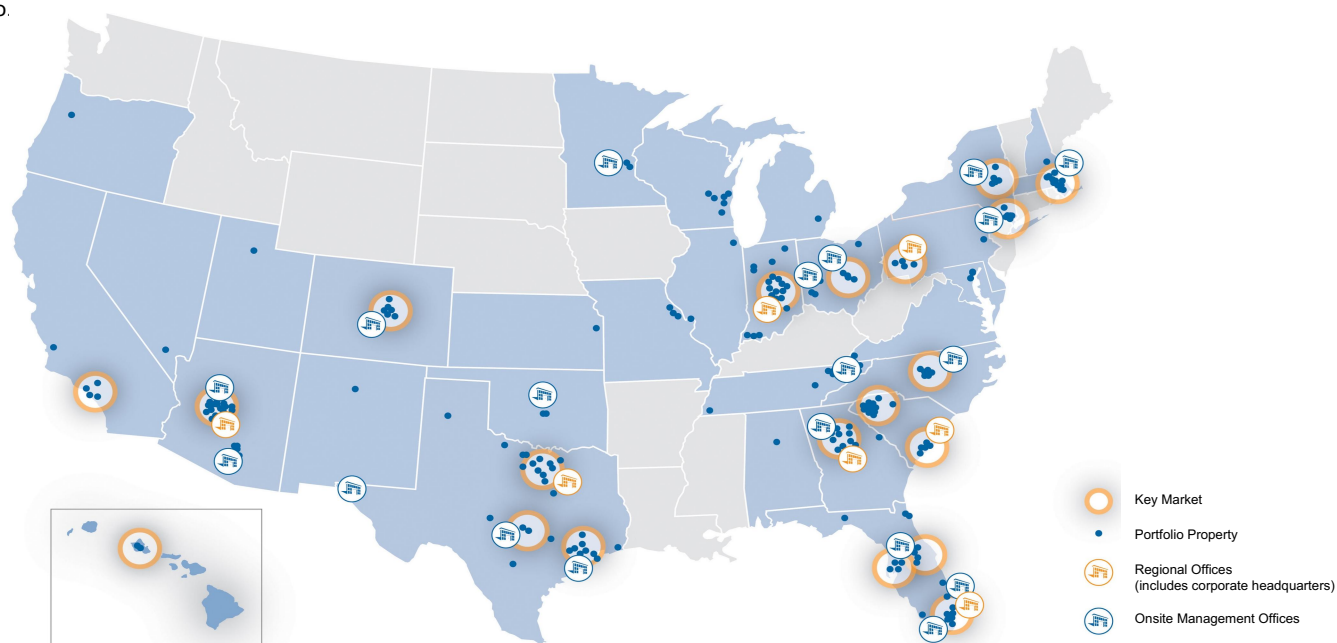 o.
Key Market
Portfolio Property
Regional Offices
(includes corporate headquarters)
Onsite Management Offices